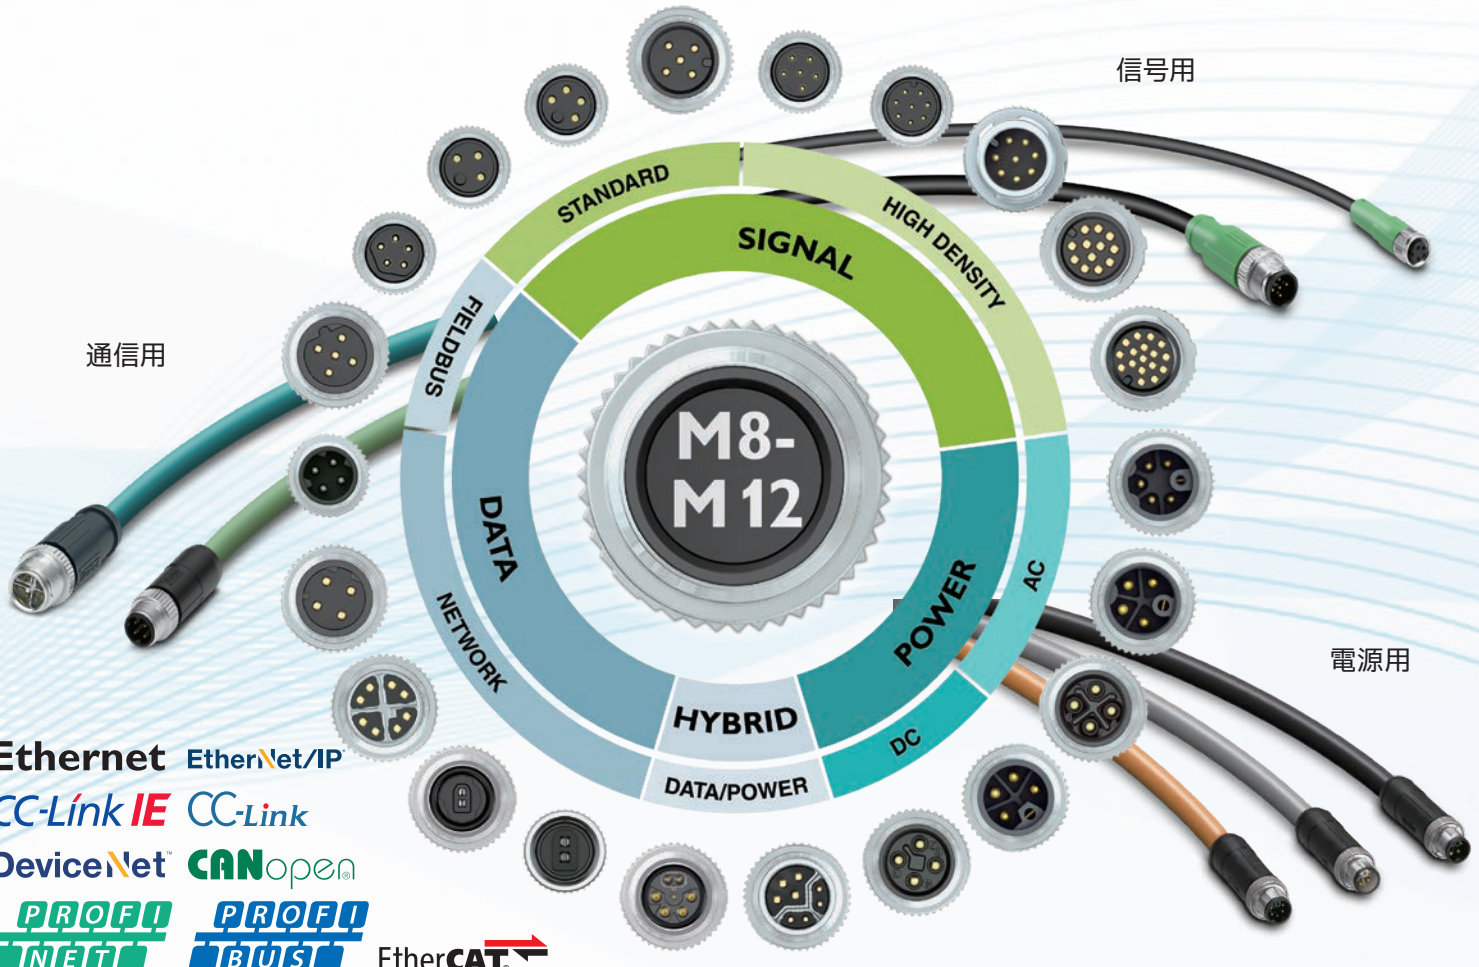 信号用
STANDARD
HIGH DENSITY
SIGNAL
FIELDBUS
通信用
M8-
M12
DATA
NETWORK
POWER
AC
電源用
HYBRID
DC
DATA/POWER
Ethernet EtherNet/IP
CC-Link IE CC-Link
DeviceNet™ CANopen®
PROFI PROFI
NET BUS EtherCAT®